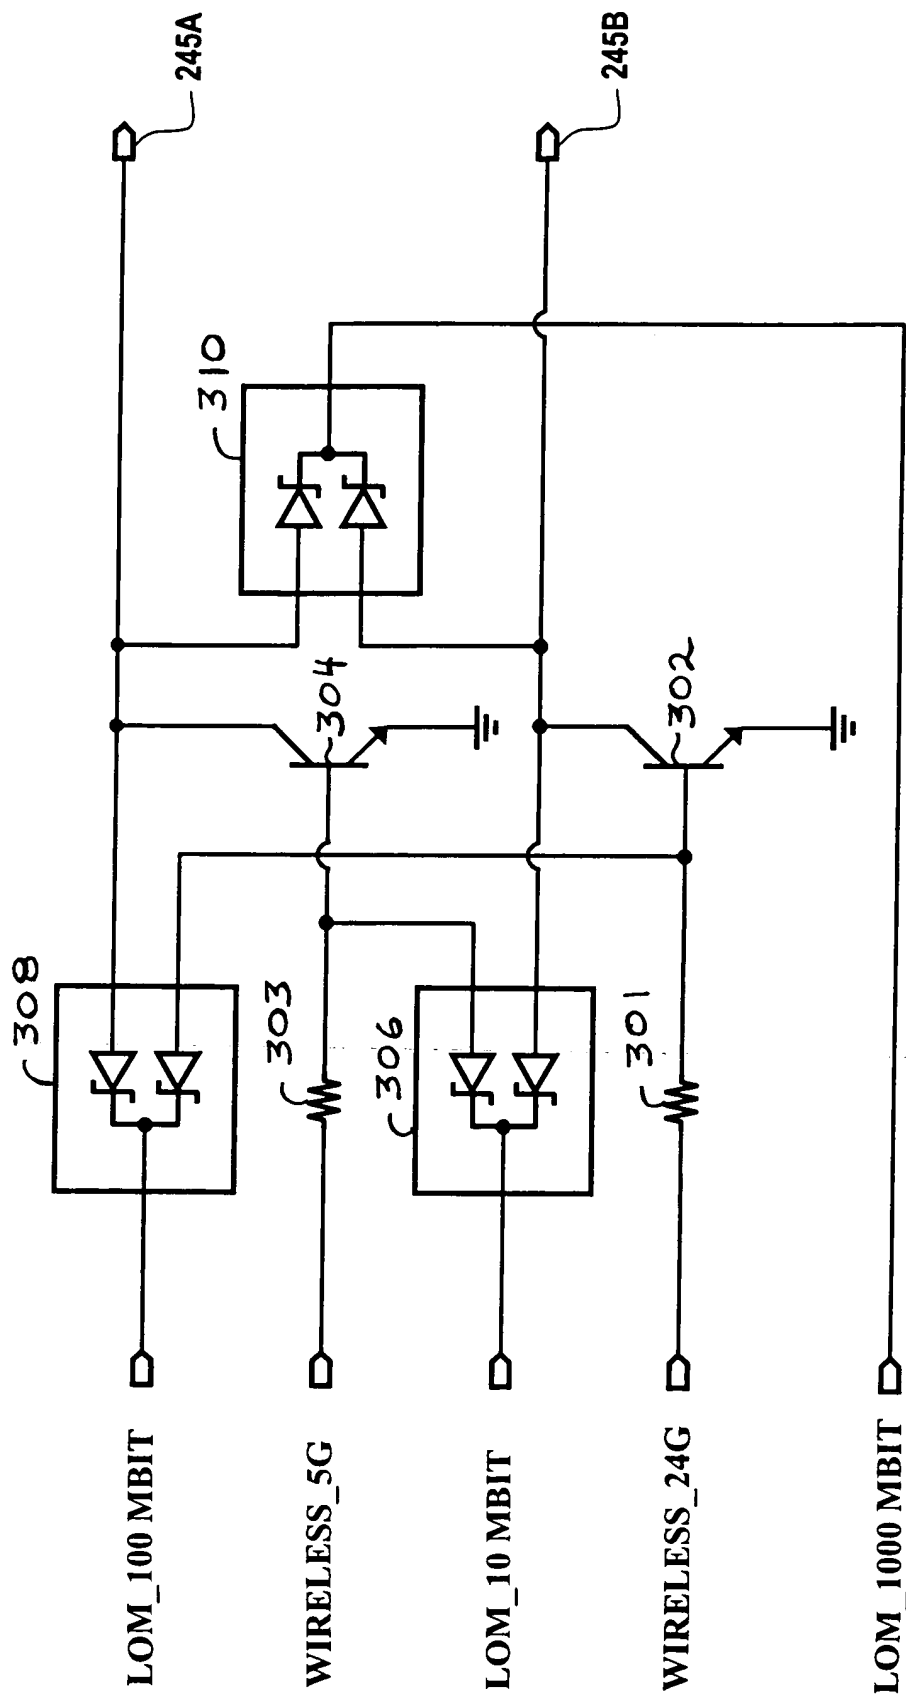 LOM_100 MBIT
WIRELESS_5G
LOM_10 MBIT
WIRELESS_24G
LOM_1000 MBIT
308
303
306
301
304
302
310
245A
245B